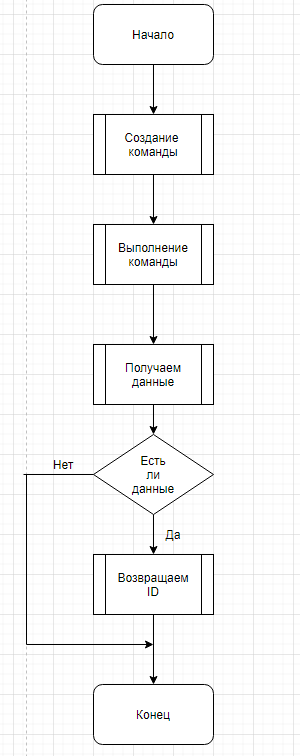 Начало
Создание
команды
Выполнение
команды
Получаем
данные
Есть
ли
данные
Нет
Да
Возвращаем
ID
Конец